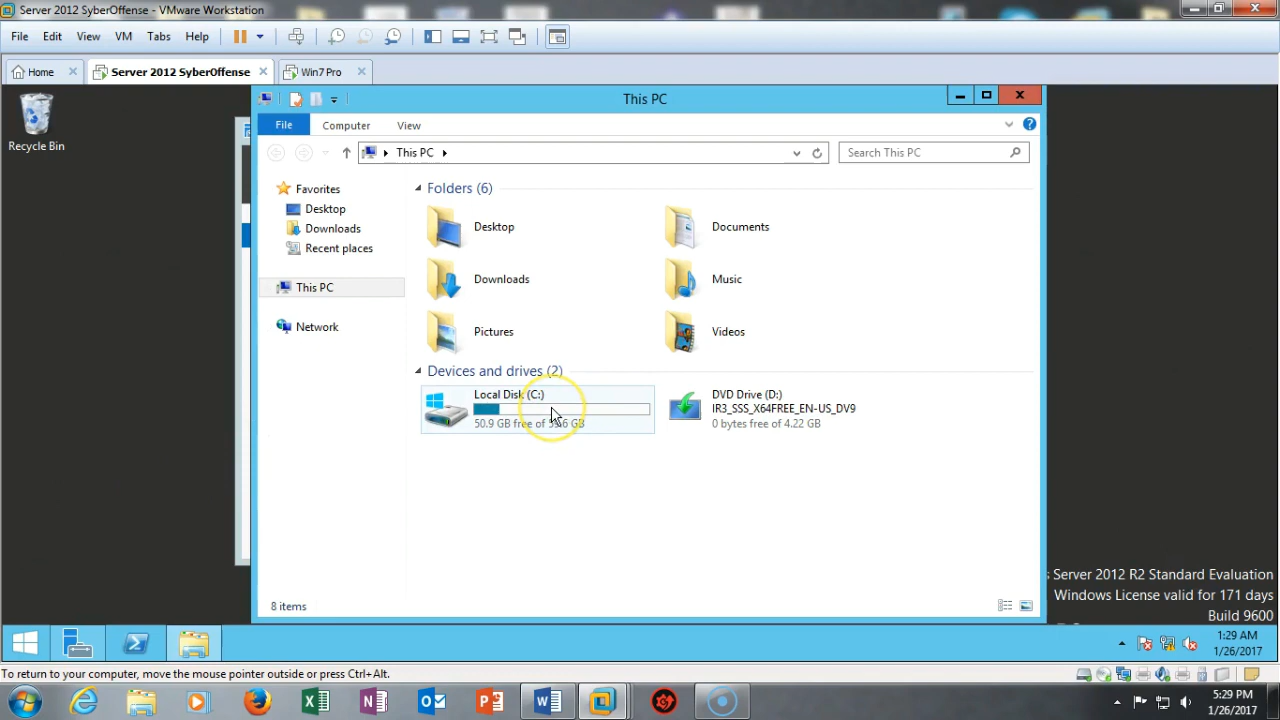 Server 2012 SyberOffense - VMware Workstation
File Edit View VM Tabs Help
Home Server 2012 SyberOffense Win7 Pro
Recycle Bin
This PC
File Computer View
This PC
Search This PC
Favorites
Desktop
Downloads
Recent places
This PC
Network
Folders (6)
Desktop Documents
Downloads Music
Pictures Videos
Devices and drives (2)
Local Disk (C:)
50.9 GB free of GB
DVD Drive (D:)
IR3_SSS_X64FREE_EN-US_DV9
0 bytes free of 4.22 GB
8 items
Server 2012 R2 Standard Evaluation
Windows License valid for 171 days
Build 9600
1:29 AM
1/26/2017
To return to your computer, move the mouse pointer outside or press Ctrl+Alt.
5:29 PM
1/26/2017